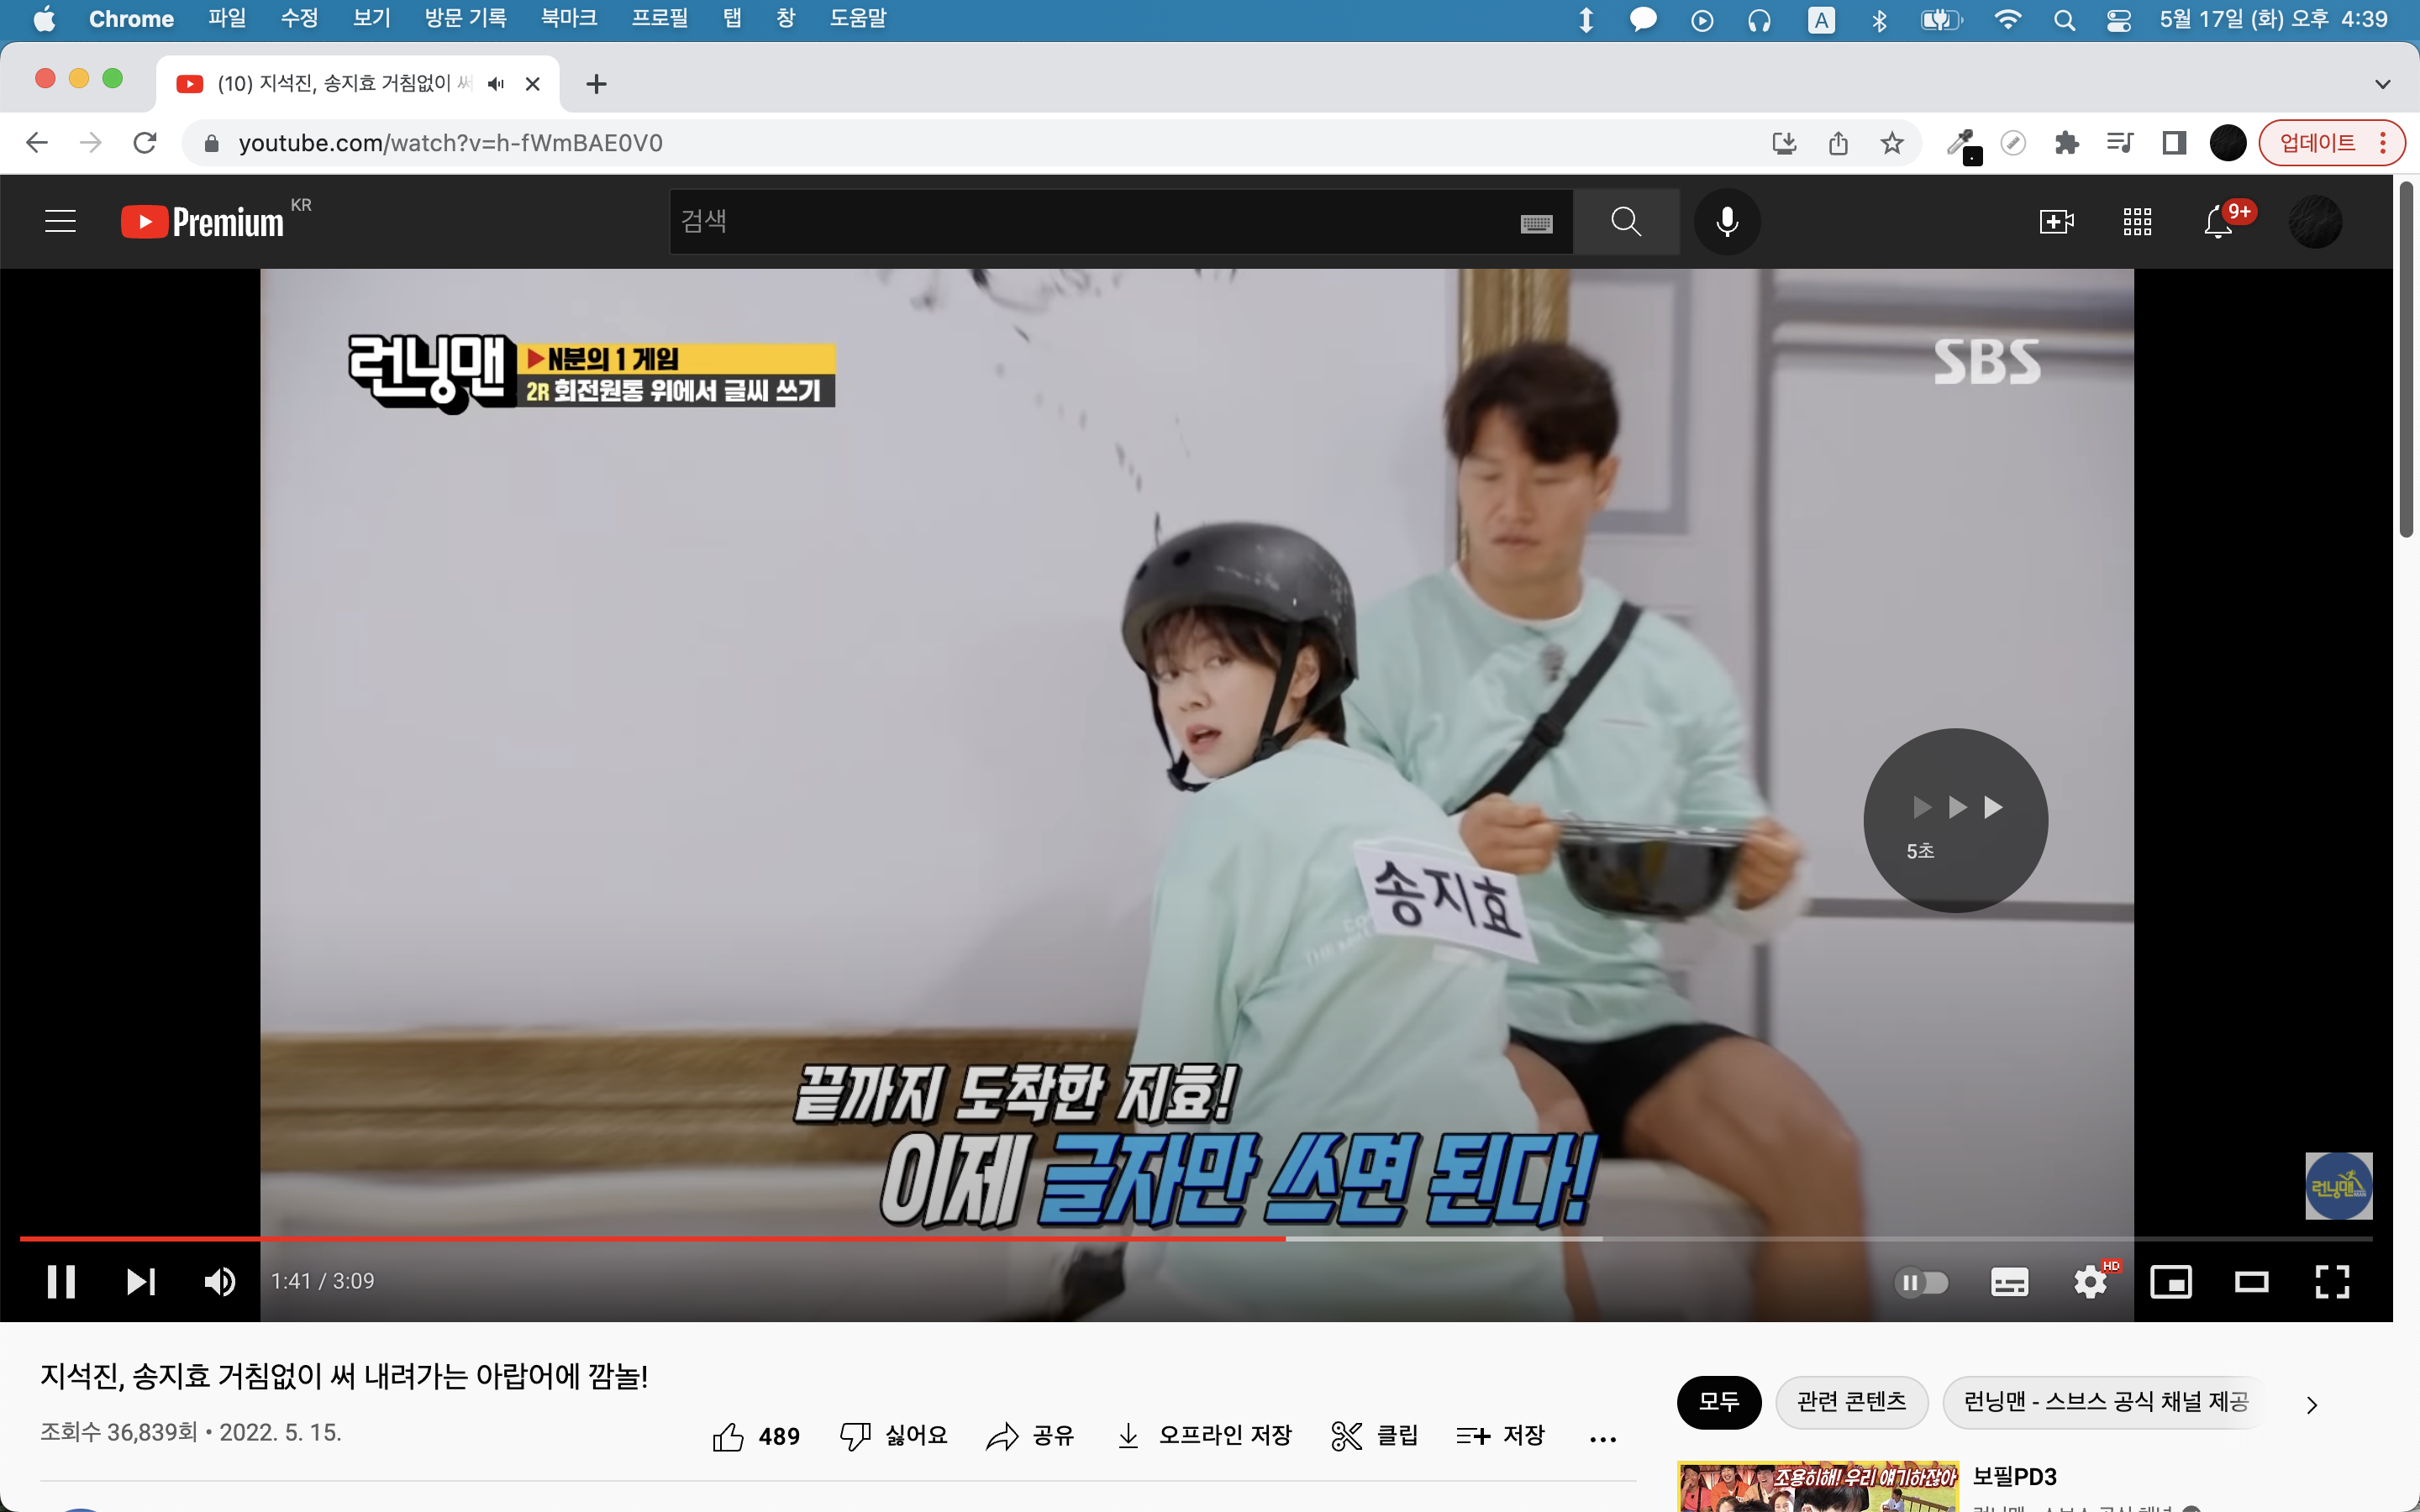 Chrome 파일 수정 보기 방문 기록 북마크 프로필 탭 창 도움말 A 5월 17일 (화) 오후 4:39
(10) 지석진, 송지효 거침없이 써
youtube.com/watch?v=h-fWmBAE0V0 업데이트
Premium KR 검색 9+
런닝맨 ▶N분의 1 게임
2R 회전원통 위에서 글씨 쓰기
SBS
5초
송지효
끝까지 도착한 지효!
이제 글자만 쓰면 된다!
런닝맨
1:41 / 3:09 HD
지석진, 송지효 거침없이 써 내려가는 아랍어에 깜놀!
조회수 36,839회 • 2022. 5. 15.
489 싫어요 공유 오프라인 저장 클립 저장
모두 관련 콘텐츠 런닝맨 - 스브스 공식 채널 제공
조용히해! 우리 얘기하잖아
보필PD3